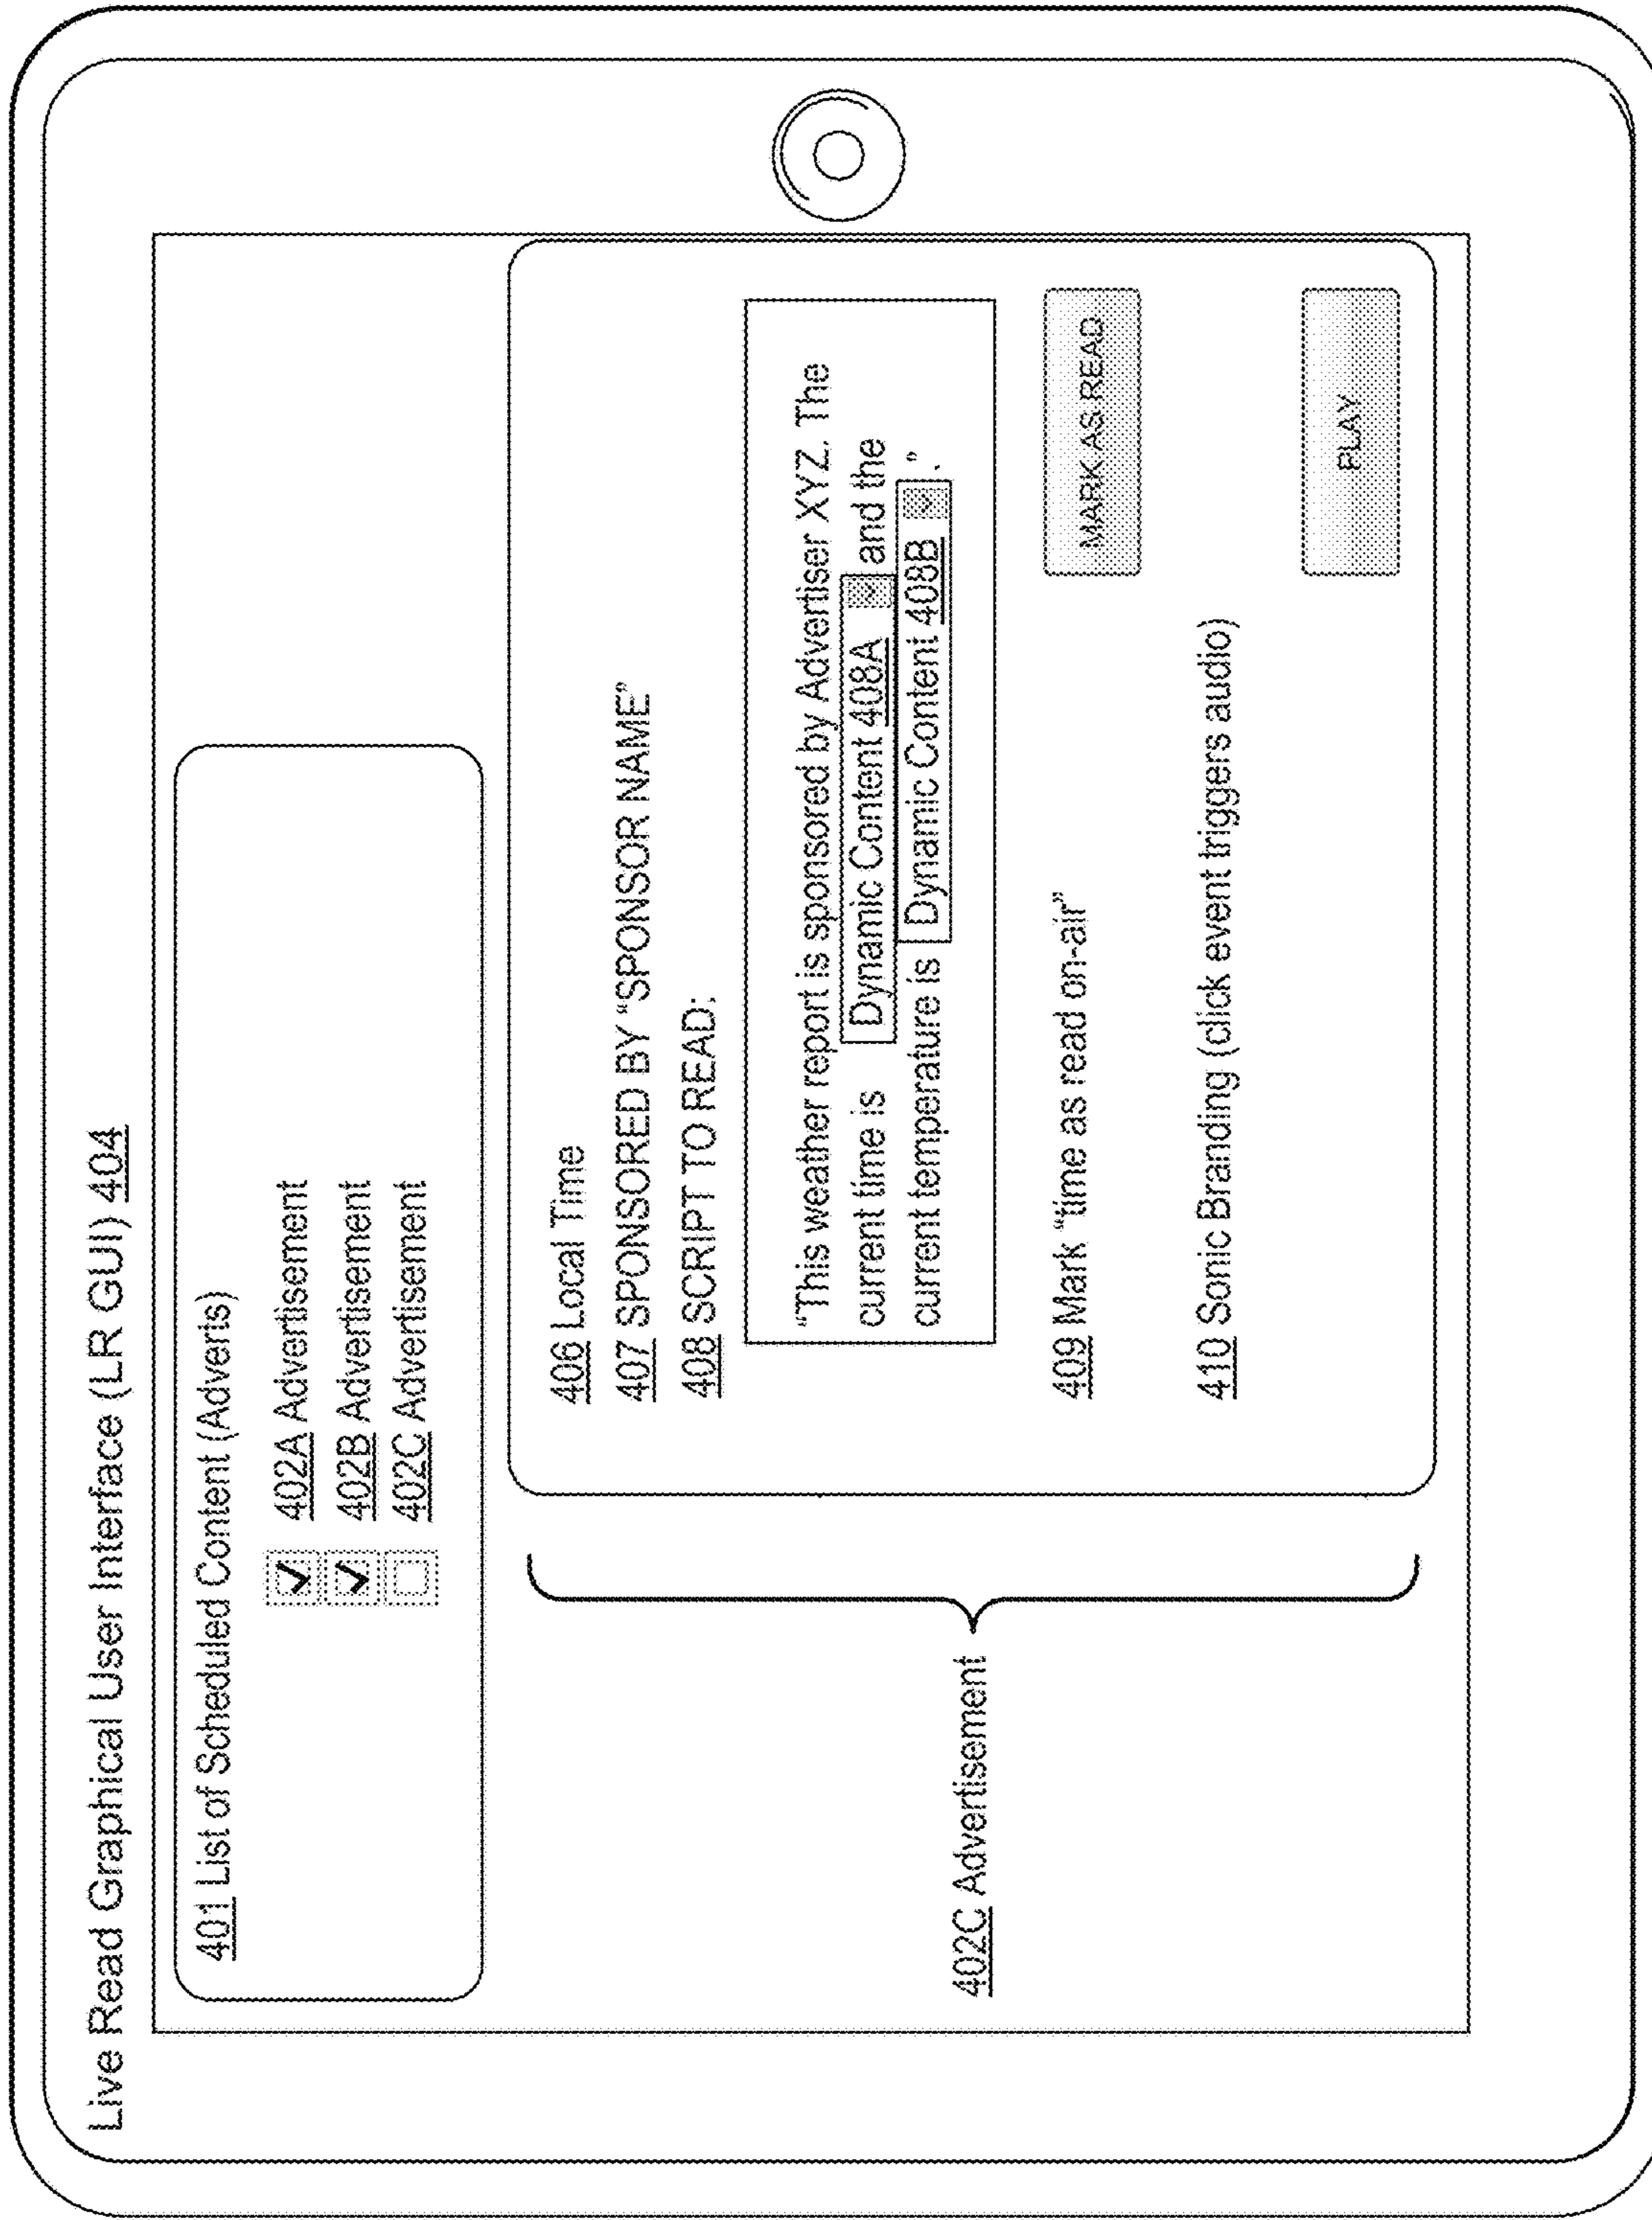 Live Read Graphical User Interface (LR GUI) 404
401 List of Scheduled Content (Adverts)
402A Advertisement
402B Advertisement
402C Advertisement
402C Advertisement
406 Local Time
407 SPONSORED BY “SPONSOR NAME”
408 SCRIPT TO READ:
“This weather report is sponsored by Advertiser XYZ. The
current time is Dynamic Content 408A and the
current temperature is Dynamic Content 408B .”
409 Mark “time as read on-air”
MARK AS READ
410 Sonic Branding (click event triggers audio)
PLAY